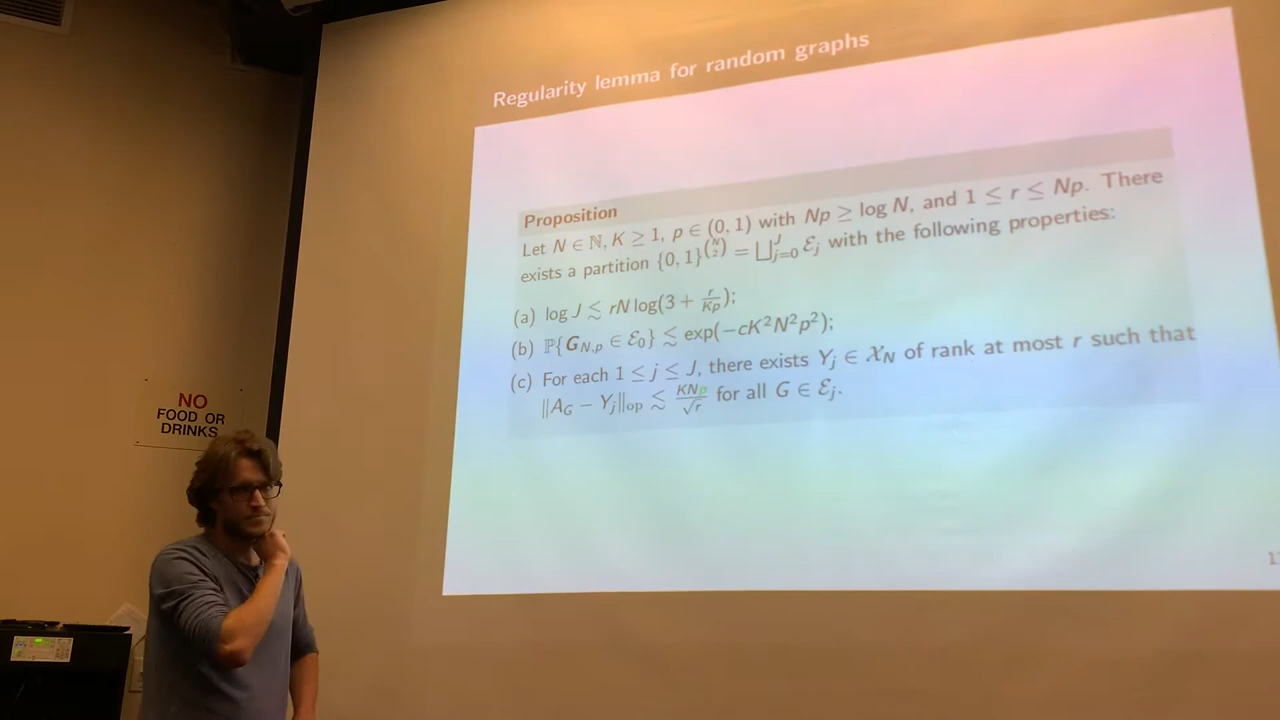 Regularity lemma for random graphs
Proposition
Let N ∈ ℕ, K ≥ 1, p ∈ (0, 1) with Np ≥ log N, and 1 ≤ r ≤ Np. There
exists a partition {0, 1}^{\binom{N}{2}} = ⊔_{j=0}^{J} ℰ_j with the following properties:
(a) log J ≲ rN log(3 + \frac{r}{Kp});
(b) ℙ{G_{N,p} ∈ ℰ_0} ≲ exp(−cK²N²p²);
(c) For each 1 ≤ j ≤ J, there exists Y_j ∈ 𝒳_N of rank at most r such that
‖A_G − Y_j‖_op ≲ \frac{KNp}{√r} for all G ∈ ℰ_j.
NO
FOOD OR
DRINKS